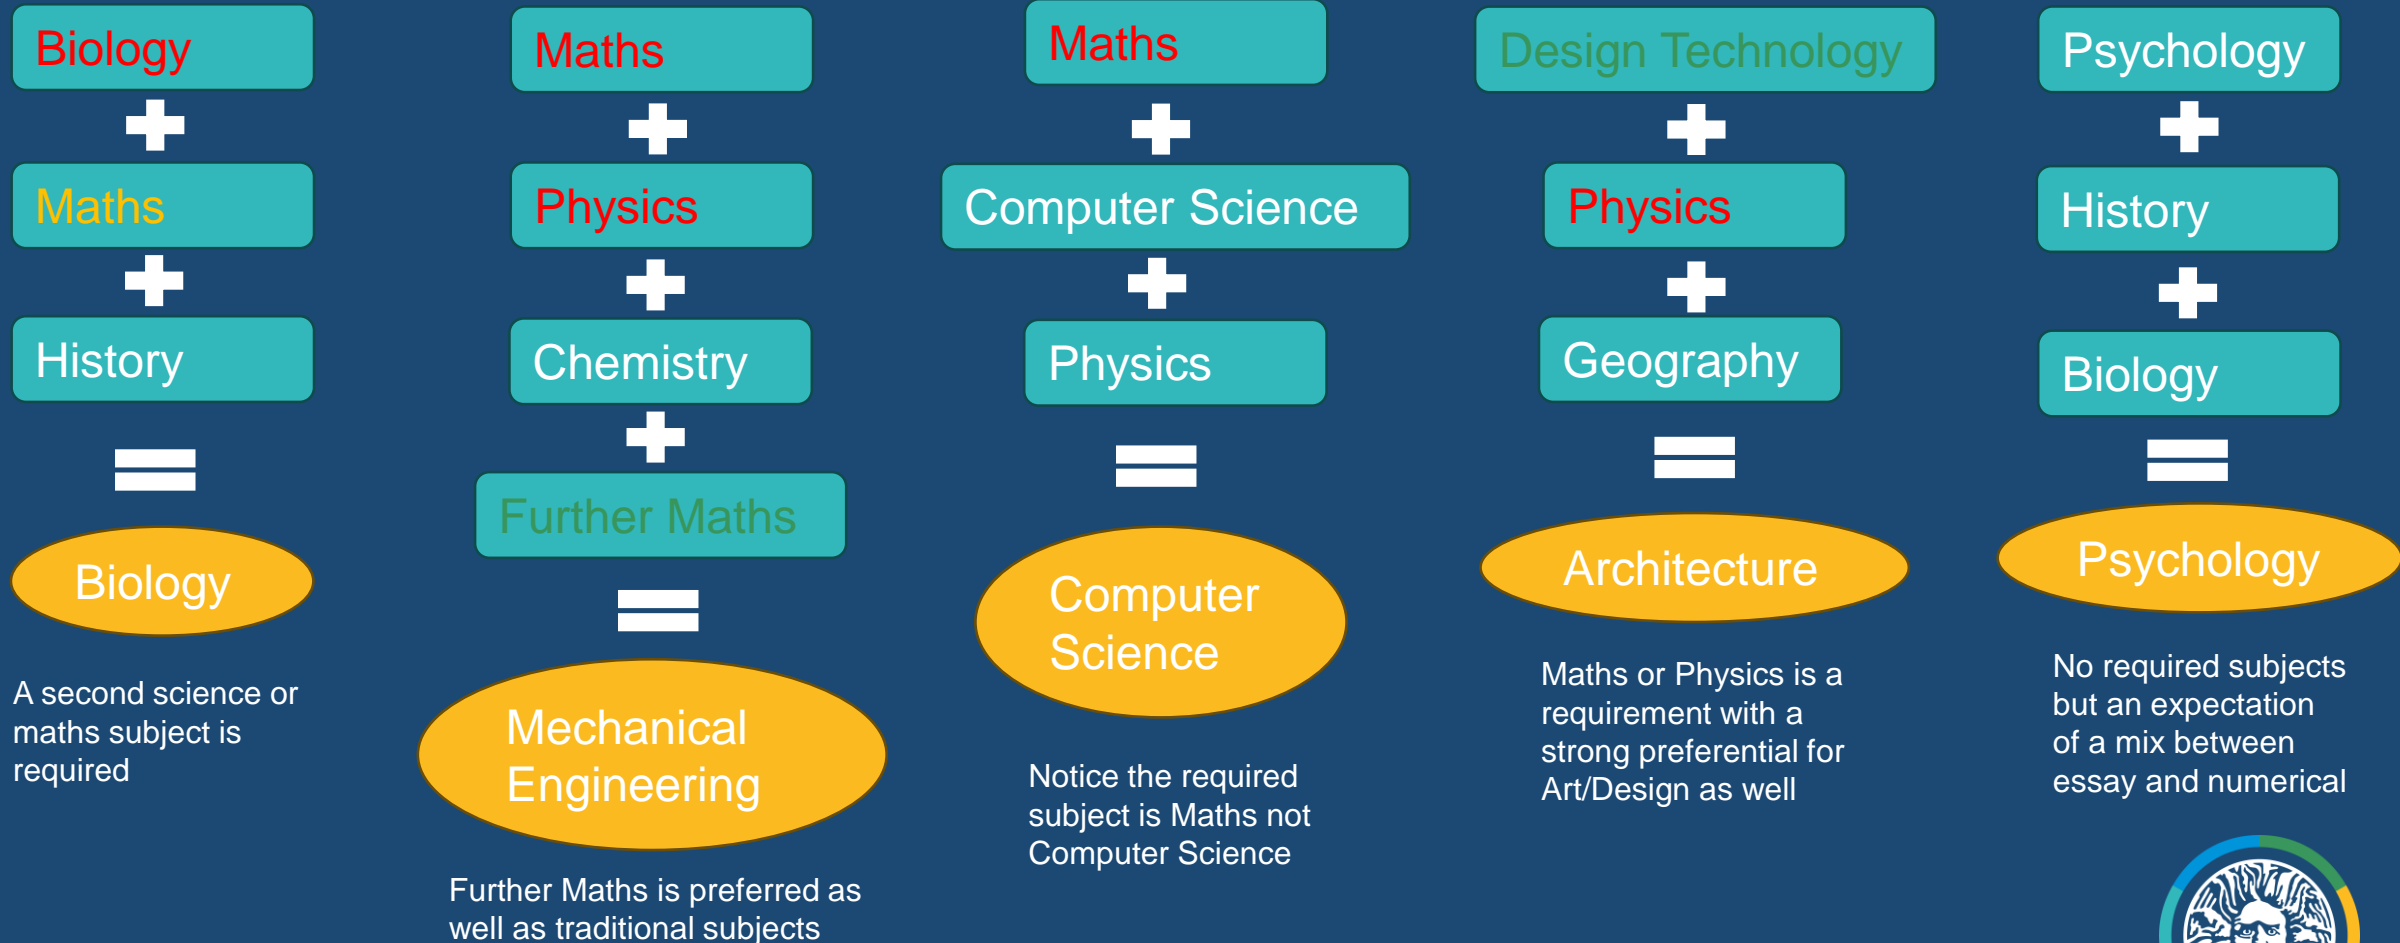 Biology
Maths
History
Biology
A second science or
maths subject is
required
Maths
Physics
Chemistry
Further Maths
Mechanical
Engineering
Further Maths is preferred as
well as traditional subjects
Maths
Computer Science
Physics
Computer
Science
Notice the required
subject is Maths not
Computer Science
Design Technology
Physics
Geography
Architecture
Maths or Physics is a
requirement with a
strong preferential for
Art/Design as well
Psychology
History
Biology
Psychology
No required subjects
but an expectation
of a mix between
essay and numerical